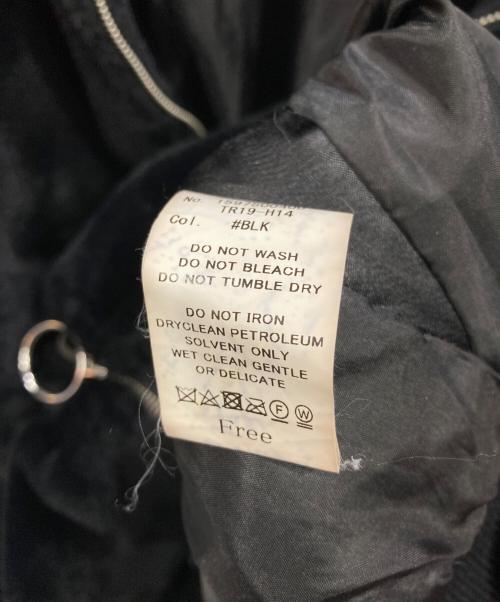 No.
TR19-H14
Col. #BLK
DO NOT WASH
DO NOT BLEACH
DO NOT TUMBLE DRY
DO NOT IRON
DRYCLEAN PETROLEUM
SOLVENT ONLY
WET CLEAN GENTLE
OR DELICATE
F W
Free